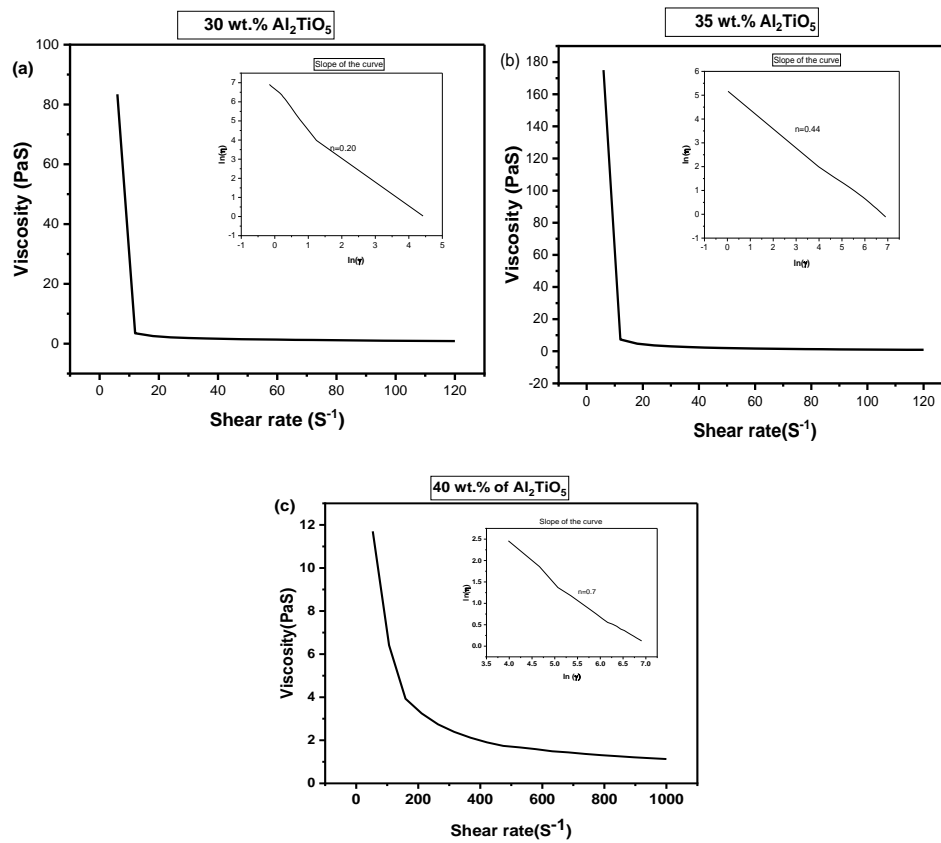 30 wt.% Al₂TiO₅
(a)
Viscosity (PaS)
100
80
60
40
20
0
0 20 40 60 80 100 120
Shear rate (S⁻¹)
Slope of the curve
ln(η)
7
6
5
4
3
2
1
0
-1
n=0.20
-1 0 1 2 3 4 5
ln(γ)
35 wt.% Al₂TiO₅
(b)
Viscosity (PaS)
180
160
140
120
100
80
60
40
20
0
-20
0 20 40 60 80 100 120
Shear rate(S⁻¹)
Slope of the curve
ln(η)
6
5
4
3
2
1
0
-1
n=0.44
-1 0 1 2 3 4 5 6 7 8
ln(γ)
40 wt.% of Al₂TiO₅
(c)
Viscosity(PaS)
12
10
8
6
4
2
0
0 200 400 600 800 1000
Shear rate(S⁻¹)
Slope of the curve
ln(η)
2.5
2.0
1.5
1.0
0.5
0.0
n=0.7
3.5 4.0 4.5 5.0 5.5 6.0 6.5 7.0
ln (γ)